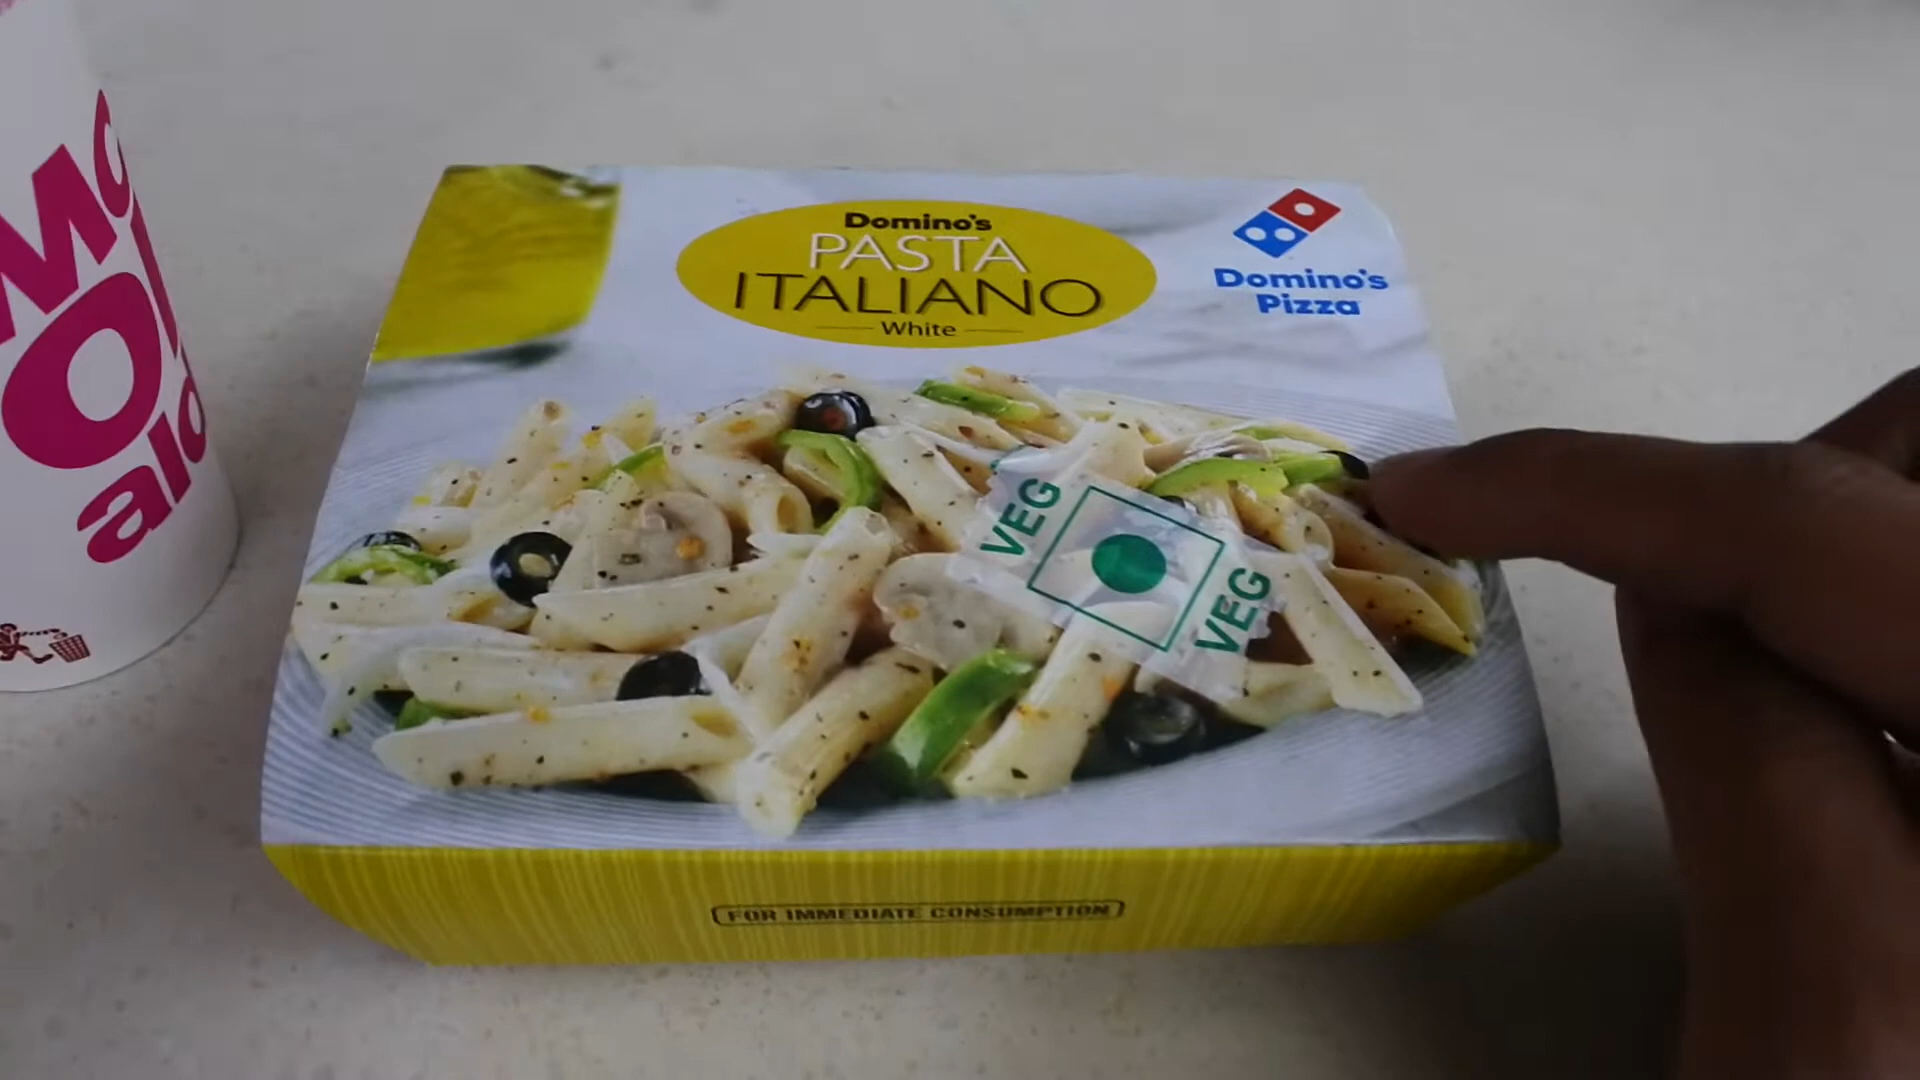 Domino's
PASTA
ITALIANO
White
Domino's
Pizza
VEG
VEG
FOR IMMEDIATE CONSUMPTION